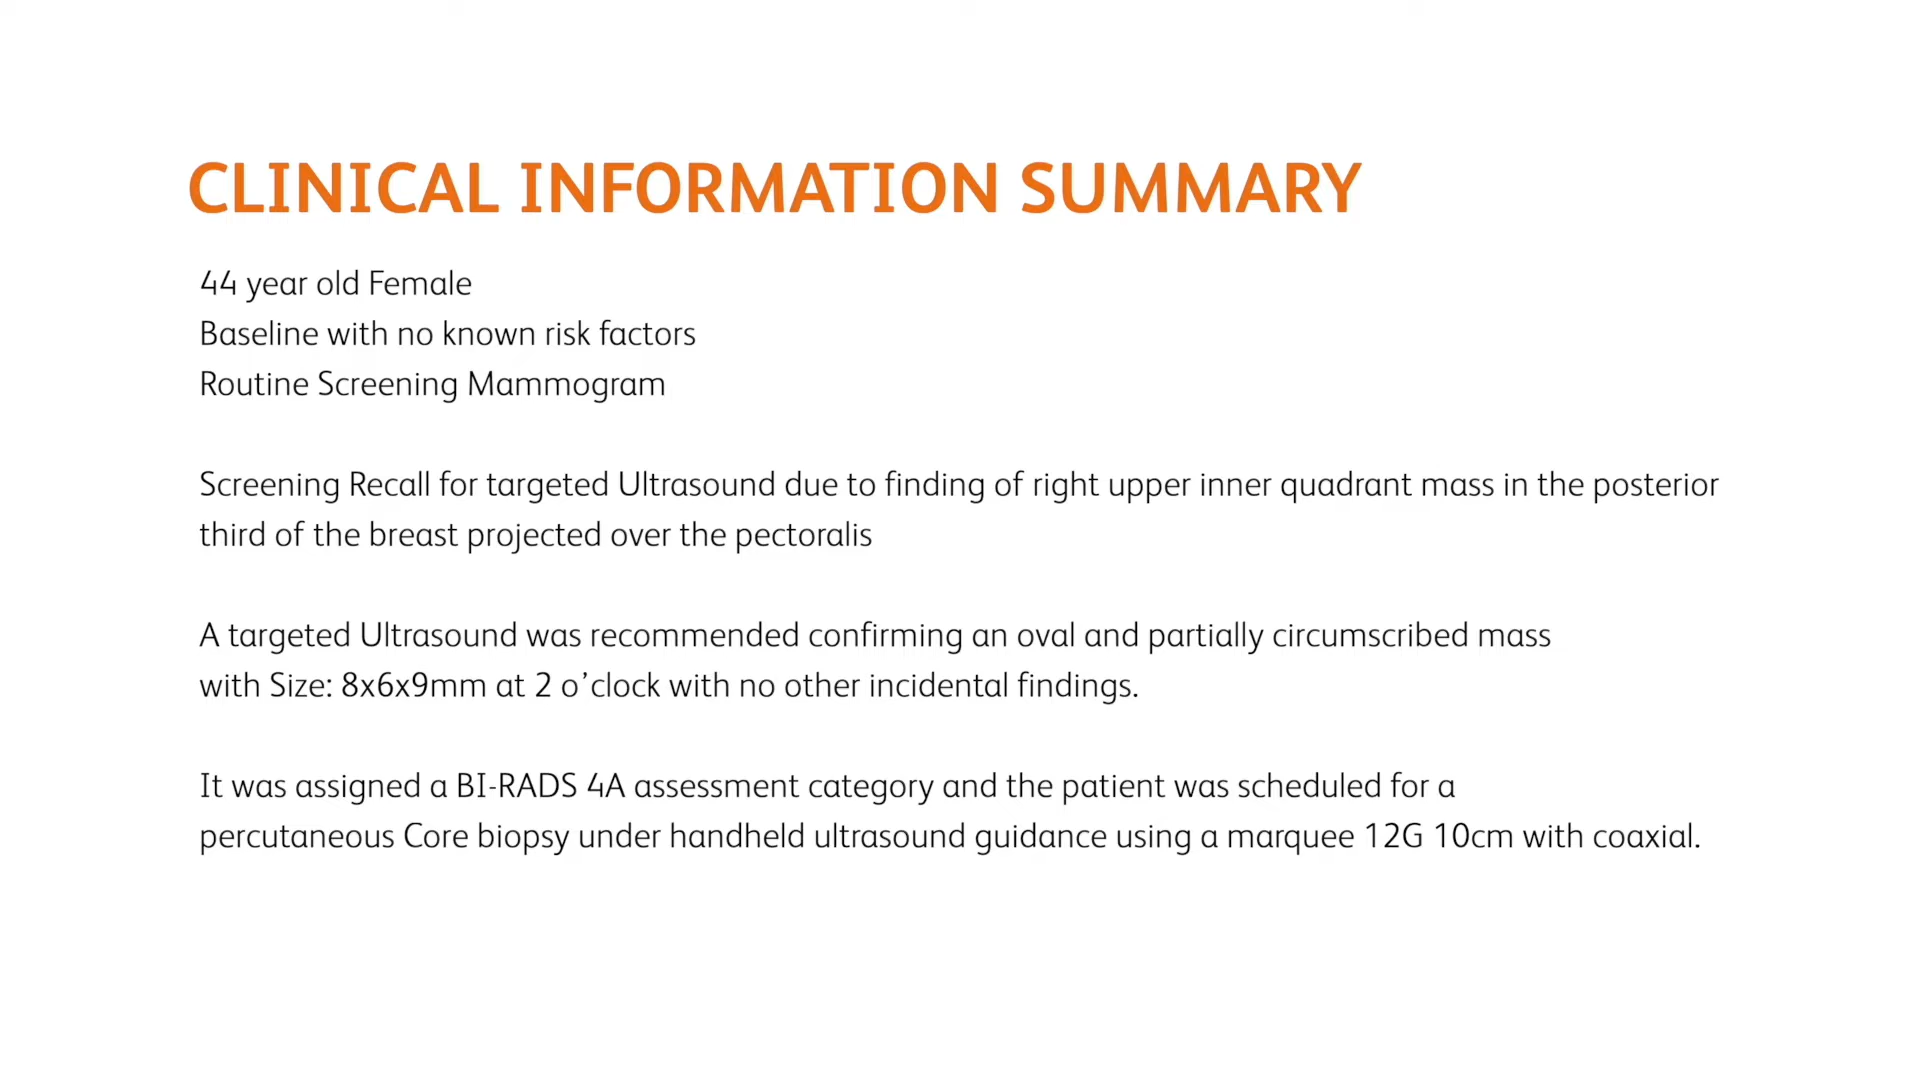 CLINICAL INFORMATION SUMMARY
44 year old Female
Baseline with no known risk factors
Routine Screening Mammogram
Screening Recall for targeted Ultrasound due to finding of right upper inner quadrant mass in the posterior
third of the breast projected over the pectoralis
A targeted Ultrasound was recommended confirming an oval and partially circumscribed mass
with Size: 8x6x9mm at 2 o’clock with no other incidental findings.
It was assigned a BI-RADS 4A assessment category and the patient was scheduled for a
percutaneous Core biopsy under handheld ultrasound guidance using a marquee 12G 10cm with coaxial.